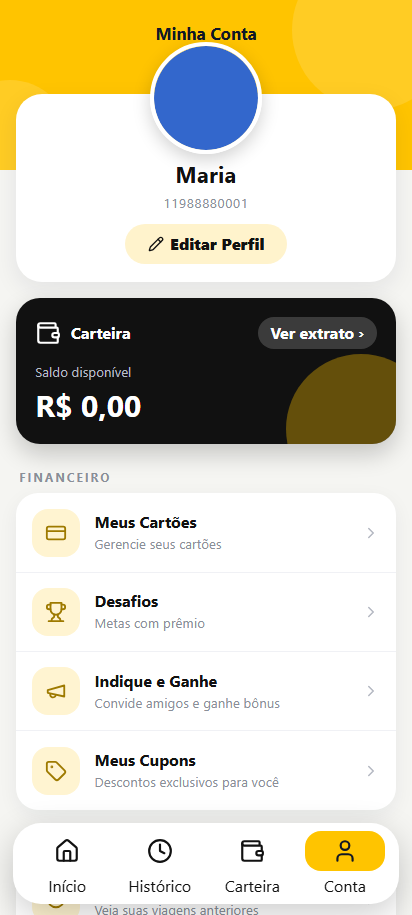 Minha Conta
Maria
11988880001
Editar Perfil
Carteira
Ver extrato ›
Saldo disponível
R$ 0,00
FINANCEIRO
Meus Cartões
Gerencie seus cartões
Desafios
Metas com prêmio
Indique e Ganhe
Convide amigos e ganhe bônus
Meus Cupons
Descontos exclusivos para você
Início
Histórico
Carteira
Conta
Veja suas viagens anteriores